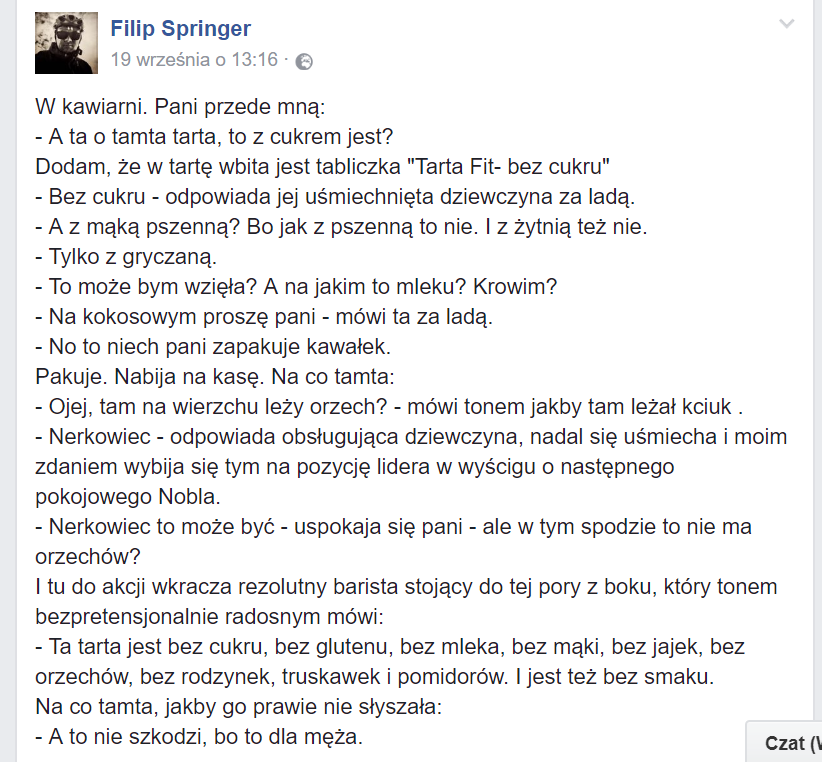 Filip Springer
19 września o 13:16 ·
W kawiarni. Pani przede mną:
- A ta o tamta tarta, to z cukrem jest?
Dodam, że w tartę wbita jest tabliczka "Tarta Fit- bez cukru"
- Bez cukru - odpowiada jej uśmiechnięta dziewczyna za ladą.
- A z mąką pszenną? Bo jak z pszenną to nie. I z żytnią też nie.
- Tylko z gryczaną.
- To może bym wzięła? A na jakim to mleku? Krowim?
- Na kokosowym proszę pani - mówi ta za ladą.
- No to niech pani zapakuje kawałek.
Pakuje. Nabija na kasę. Na co tamta:
- Ojej, tam na wierzchu leży orzech? - mówi tonem jakby tam leżał kciuk .
- Nerkowiec - odpowiada obsługująca dziewczyna, nadal się uśmiecha i moim
zdaniem wybija się tym na pozycję lidera w wyścigu o następnego
pokojowego Nobla.
- Nerkowiec to może być - uspokaja się pani - ale w tym spodzie to nie ma
orzechów?
I tu do akcji wkracza rezolutny barista stojący do tej pory z boku, który tonem
bezpretensjonalnie radosnym mówi:
- Ta tarta jest bez cukru, bez glutenu, bez mleka, bez mąki, bez jajek, bez
orzechów, bez rodzynek, truskawek i pomidorów. I jest też bez smaku.
Na co tamta, jakby go prawie nie słyszała:
- A to nie szkodzi, bo to dla męża.
Czat (